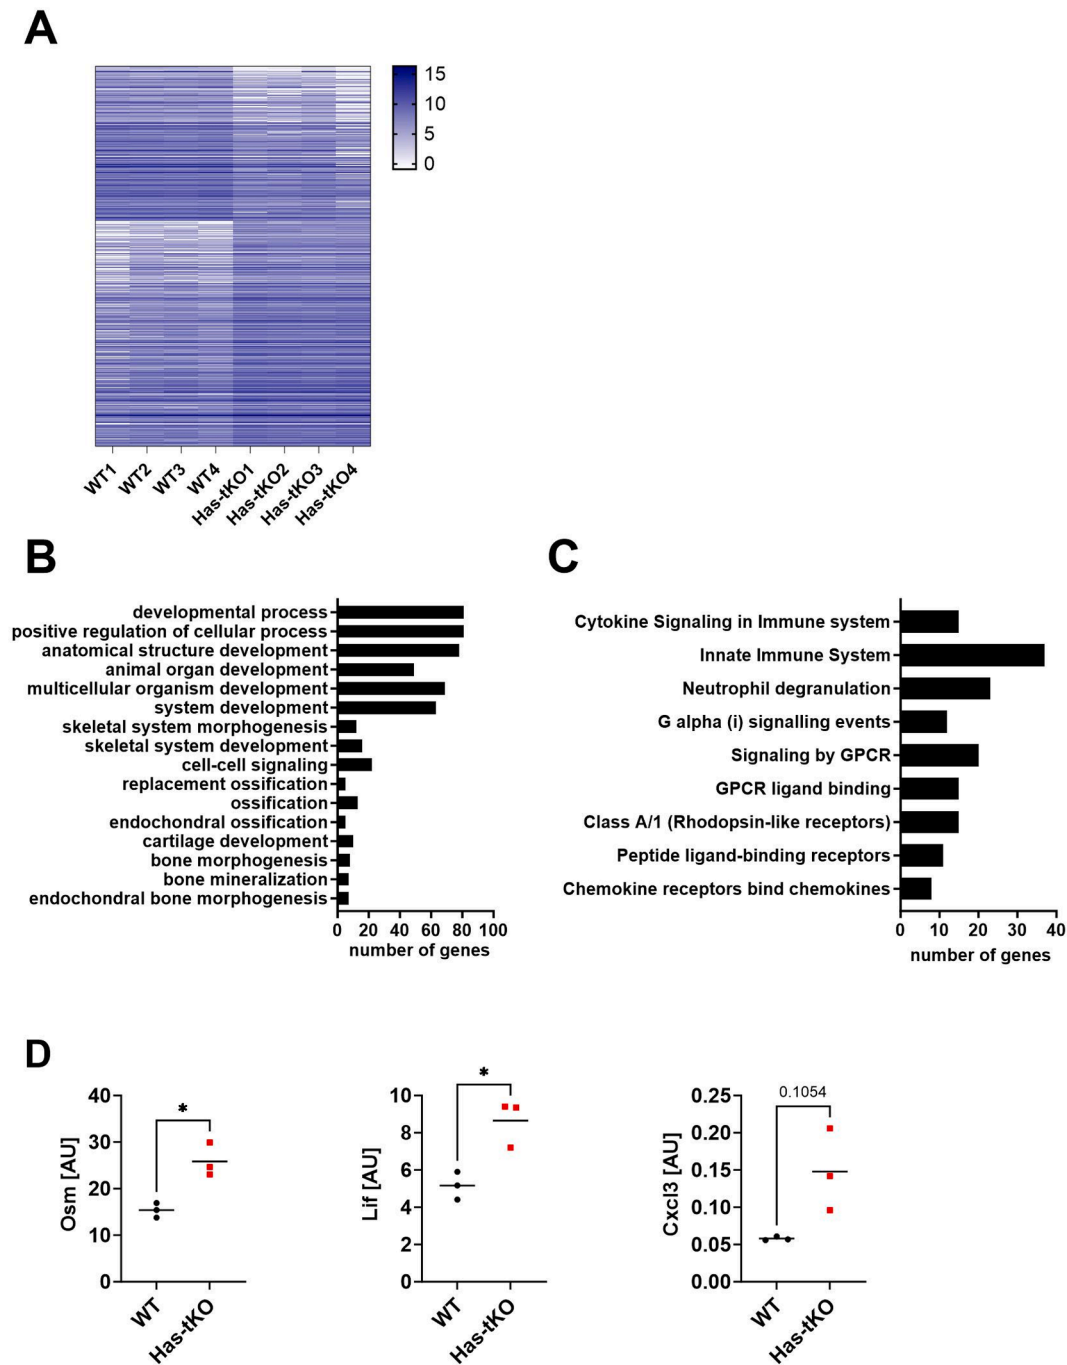 A
15
10
5
0
WT1
WT2
WT3
WT4
Has-tKO1
Has-tKO2
Has-tKO3
Has-tKO4
B
developmental process
positive regulation of cellular process
anatomical structure development
animal organ development
multicellular organism development
system development
skeletal system morphogenesis
skeletal system development
cell-cell signaling
replacement ossification
ossification
endochondral ossification
cartilage development
bone morphogenesis
bone mineralization
endochondral bone morphogenesis
0 20 40 60 80 100
number of genes
C
Cytokine Signaling in Immune system
Innate Immune System
Neutrophil degranulation
G alpha (i) signalling events
Signaling by GPCR
GPCR ligand binding
Class A/1 (Rhodopsin-like receptors)
Peptide ligand-binding receptors
Chemokine receptors bind chemokines
0 10 20 30 40
number of genes
D
Osm [AU]
40
30
20
10
0
*
WT
Has-tKO
Lif [AU]
10
8
6
4
2
0
*
WT
Has-tKO
Cxcl3 [AU]
0.25
0.20
0.15
0.10
0.05
0.00
0.1054
WT
Has-tKO